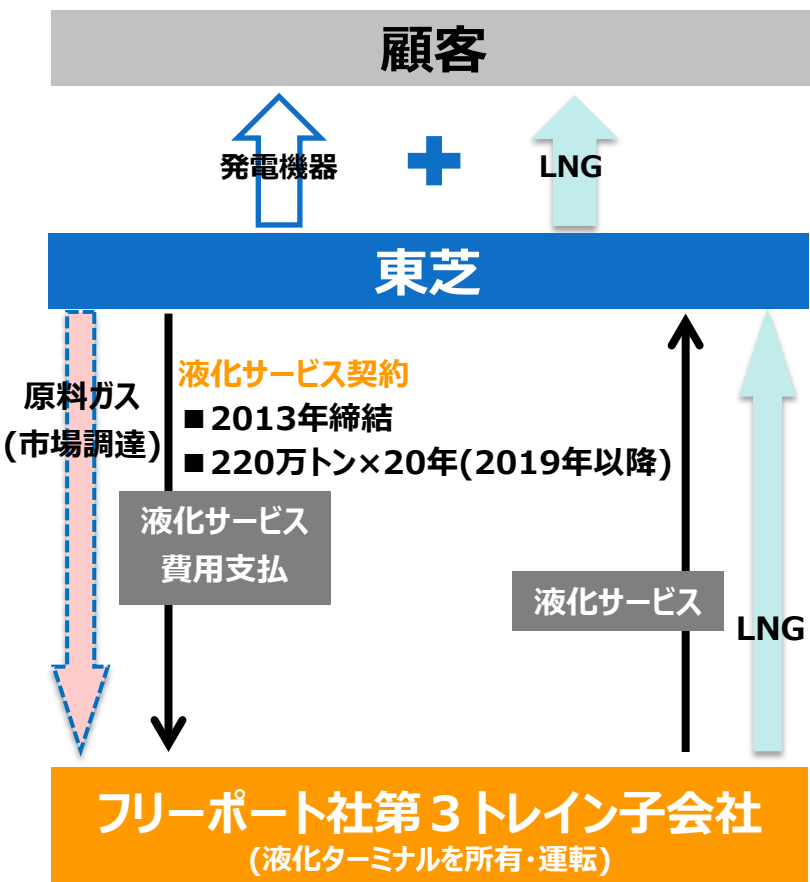 顧客
発電機器
LNG
東芝
原料ガス
(市場調達)
液化サービス契約
■2013年締結
■220万トン×20年(2019年以降)
液化サービス
費用支払
液化サービス
LNG
フリーポート社第3トレイン子会社
(液化ターミナルを所有・運転)